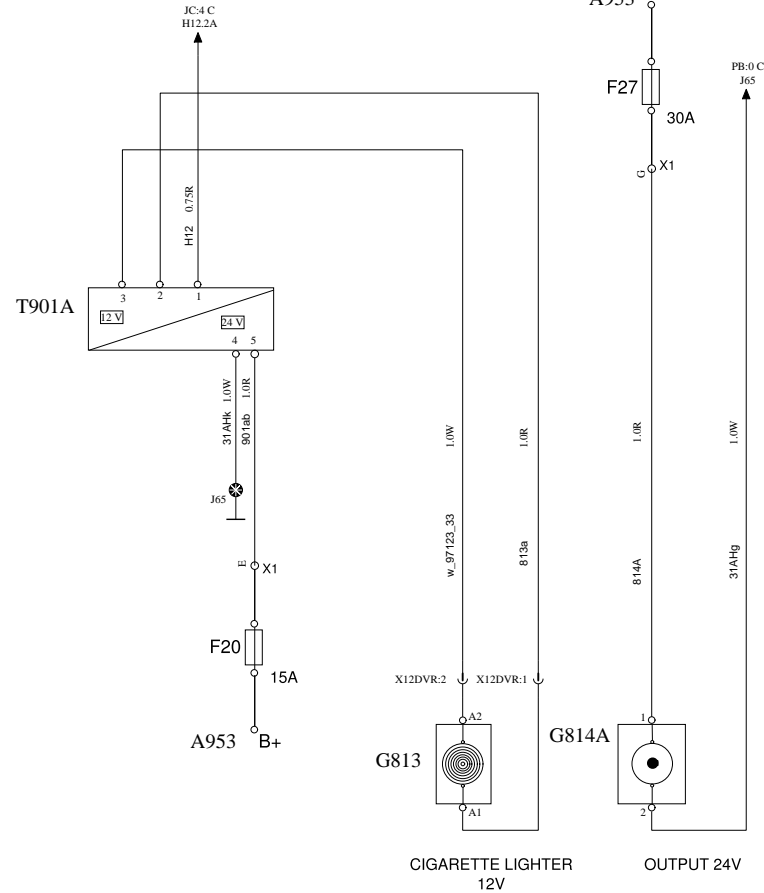 JC:4 C
H12.2A
A953
PB:0 C
J65
F27
30A
G
X1
H12 0.75R
3
2
1
T901A
12 V
24 V
4
5
31AHk 1.0W
901ab 1.0R
J65
E
X1
F20
15A
A953
B+
w_97123_33 1.0W
813a 1.0R
814A 1.0R
31AHg 1.0W
X12DVR:2
X12DVR:1
A2
G813
A1
G814A
1
2
CIGARETTE LIGHTER
12V
OUTPUT 24V